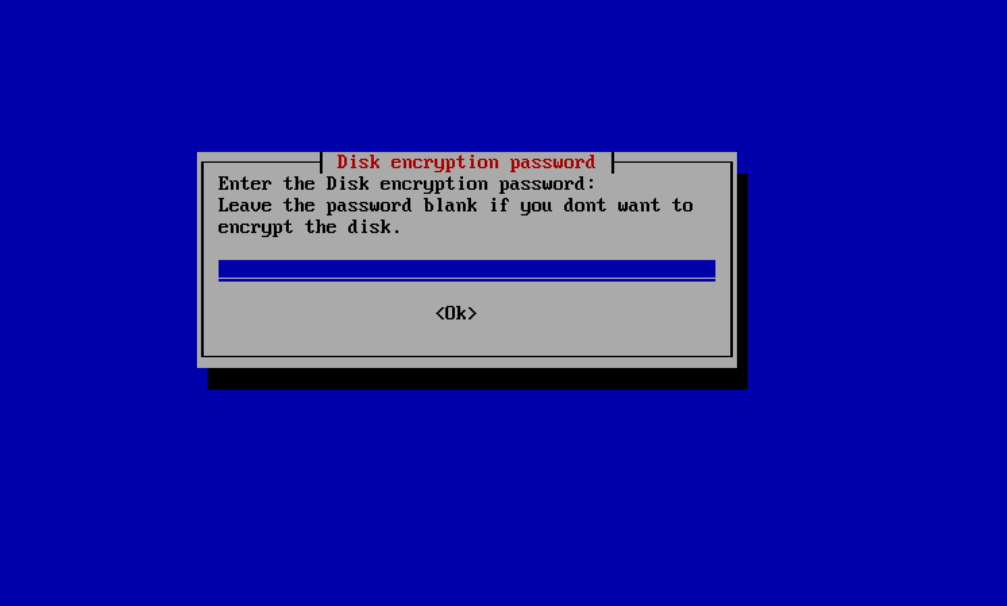 Disk encryption password
Enter the Disk encryption password:
Leave the password blank if you dont want to
encrypt the disk.
<Ok>